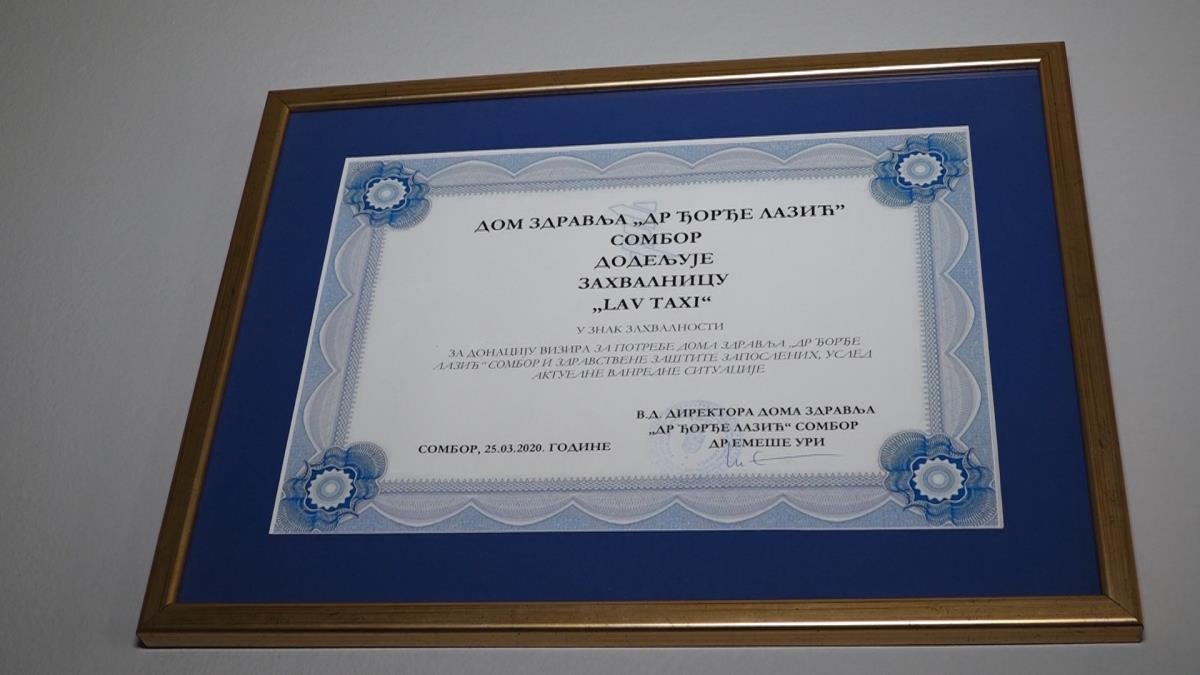 ДОМ ЗДРАВЉА „ДР ЂОРЂЕ ЛАЗИЋ”
СОМБОР
ДОДЕЉУЈЕ
ЗАХВАЛНИЦУ
„LAV TAXI“
У ЗНАК ЗАХВАЛНОСТИ
ЗА ДОНАЦИЈУ ВИЗИРА ЗА ПОТРЕБЕ ДОМА ЗДРАВЉА „ДР ЂОРЂЕ
ЛАЗИЋ“ СОМБОР И ЗДРАВСТВЕНЕ ЗАШТИТЕ ЗАПОСЛЕНИХ, УСЛЕД
АКТУЕЛНЕ ВАНРЕДНЕ СИТУАЦИЈЕ
В.Д. ДИРЕКТОРА ДОМА ЗДРАВЉА
„ДР ЂОРЂЕ ЛАЗИЋ“ СОМБОР
ДР ЕМЕШЕ УРИ
СОМБОР, 25.03.2020. ГОДИНЕ